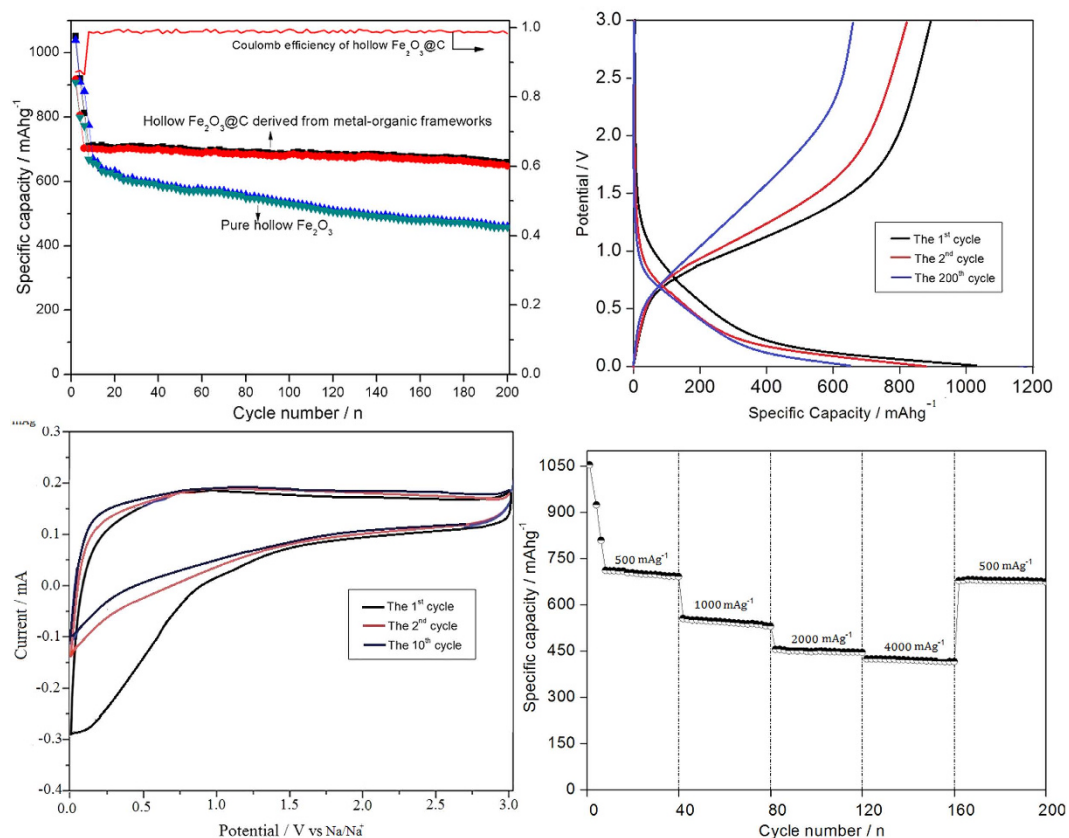 1.0
1000
Coulomb efficiency of hollow Fe₂O₃@C
900
0.8
800
Hollow Fe₂O₃@C derived from metal-organic frameworks
700
0.6
600
500
Pure hollow Fe₂O₃
0.4
400
300
0.2
200
100
0
0.0
0 20 40 60 80 100 120 140 160 180 200
Cycle number / n
Specific capacity / mAhg⁻¹
3.0
2.5
2.0
1.5
1.0
0.5
0.0
Potential / V
The 1ˢᵗ cycle
The 2ⁿᵈ cycle
The 200ᵗʰ cycle
0 200 400 600 800 1000 1200
Specific Capacity / mAhg⁻¹
0.3
0.2
0.1
0.0
-0.1
-0.2
-0.3
-0.4
Current / mA
The 1ˢᵗ cycle
The 2ⁿᵈ cycle
The 10ᵗʰ cycle
0.0 0.5 1.0 1.5 2.0 2.5 3.0
Potential / V vs Na/Na⁺
1050
900
750
600
450
300
150
0
Specific capacity / mAhg⁻¹
500 mAg⁻¹
1000 mAg⁻¹
2000 mAg⁻¹
4000 mAg⁻¹
500 mAg⁻¹
0 40 80 120 160 200
Cycle number / n